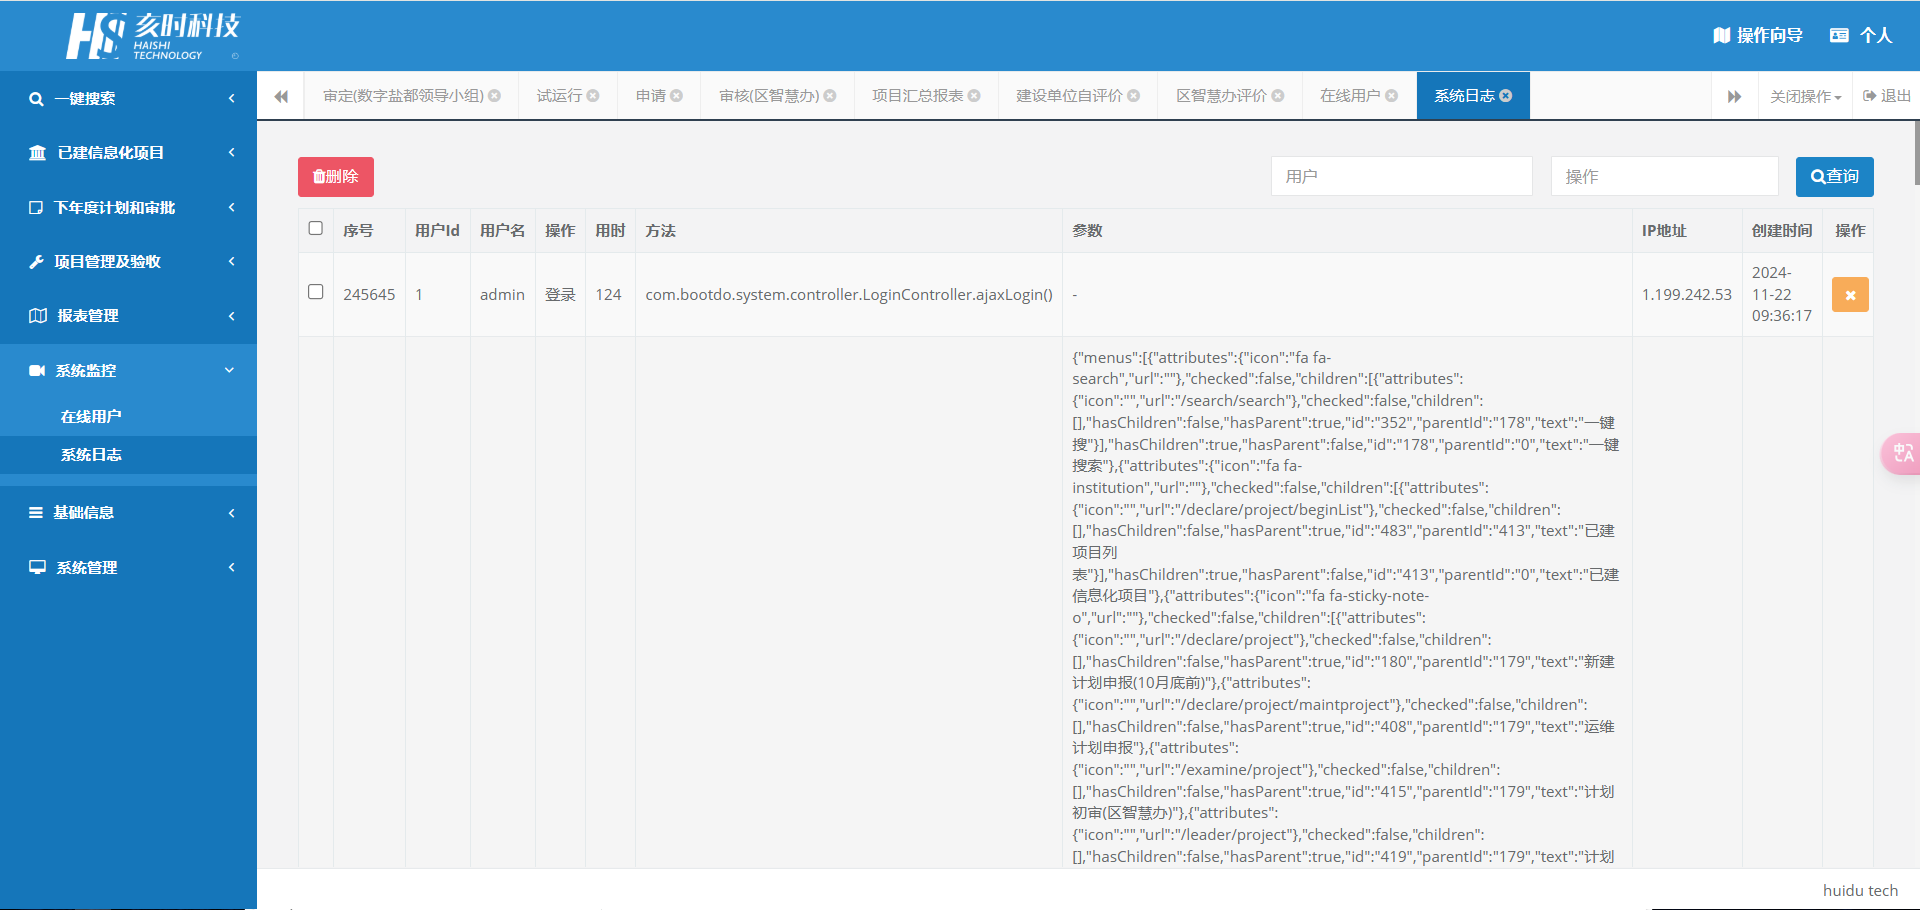 HS 亥时科技
HAISHI
TECHNOLOGY
操作向导 个人
一键搜索
已建信息化项目
下年度计划和审批
项目管理及验收
报表管理
系统监控
在线用户
系统日志
基础信息
系统管理
审定(数字盐都领导小组) 试运行 申请 审核(区智慧办) 项目汇总报表 建设单位自评价 区智慧办评价 在线用户 系统日志 关闭操作 退出
删除 用户 操作 查询
序号 用户Id 用户名 操作 用时 方法 参数 IP地址 创建时间 操作
245645 1 admin 登录 124 com.bootdo.system.controller.LoginController.ajaxLogin() - 1.199.242.53 2024-
11-22
09:36:17
{"menus":[{"attributes":{"icon":"fa fa-
search","url":""},"checked":false,"children":[{"attributes":
{"icon":"","url":"/search/search"},"checked":false,"children":
[],"hasChildren":false,"hasParent":true,"id":"352","parentId":"178","text":"一键
搜"}],"hasChildren":true,"hasParent":false,"id":"178","parentId":"0","text":"一键
搜索"},{"attributes":{"icon":"fa fa-
institution","url":""},"checked":false,"children":[{"attributes":
{"icon":"","url":"/declare/project/beginList"},"checked":false,"children":
[],"hasChildren":false,"hasParent":true,"id":"483","parentId":"413","text":"已建
项目列
表"}],"hasChildren":true,"hasParent":false,"id":"413","parentId":"0","text":"已建
信息化项目"},{"attributes":{"icon":"fa fa-sticky-note-
o","url":""},"checked":false,"children":[{"attributes":
{"icon":"","url":"/declare/project"},"checked":false,"children":
[],"hasChildren":false,"hasParent":true,"id":"180","parentId":"179","text":"新建
计划申报(10月底前)"},{"attributes":
{"icon":"","url":"/declare/project/maintproject"},"checked":false,"children":
[],"hasChildren":false,"hasParent":true,"id":"408","parentId":"179","text":"运维
计划申报"},{"attributes":
{"icon":"","url":"/examine/project"},"checked":false,"children":
[],"hasChildren":false,"hasParent":true,"id":"415","parentId":"179","text":"计划
初审(区智慧办)"},{"attributes":
{"icon":"","url":"/leader/project"},"checked":false,"children":
[],"hasChildren":false,"hasParent":true,"id":"419","parentId":"179","text":"计划
中A
huidu tech